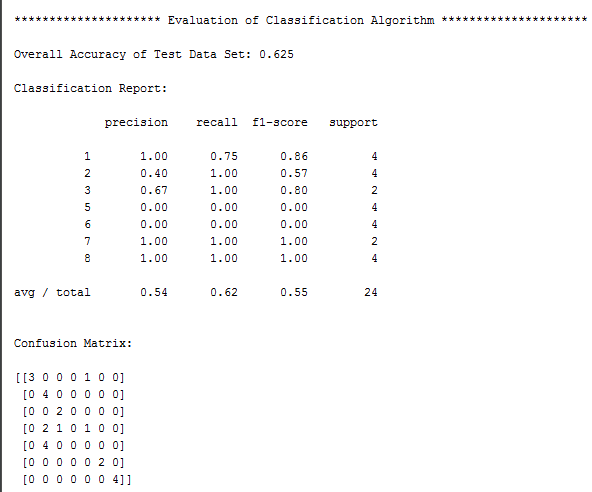 ********************* Evaluation of Classification Algorithm *********************
Overall Accuracy of Test Data Set: 0.625
Classification Report:
precision recall f1-score support
1 1.00 0.75 0.86 4
2 0.40 1.00 0.57 4
3 0.67 1.00 0.80 2
5 0.00 0.00 0.00 4
6 0.00 0.00 0.00 4
7 1.00 1.00 1.00 2
8 1.00 1.00 1.00 4
avg / total 0.54 0.62 0.55 24
Confusion Matrix:
[[3 0 0 0 1 0 0]
[0 4 0 0 0 0 0]
[0 0 2 0 0 0 0]
[0 2 1 0 1 0 0]
[0 4 0 0 0 0 0]
[0 0 0 0 0 2 0]
[0 0 0 0 0 0 4]]